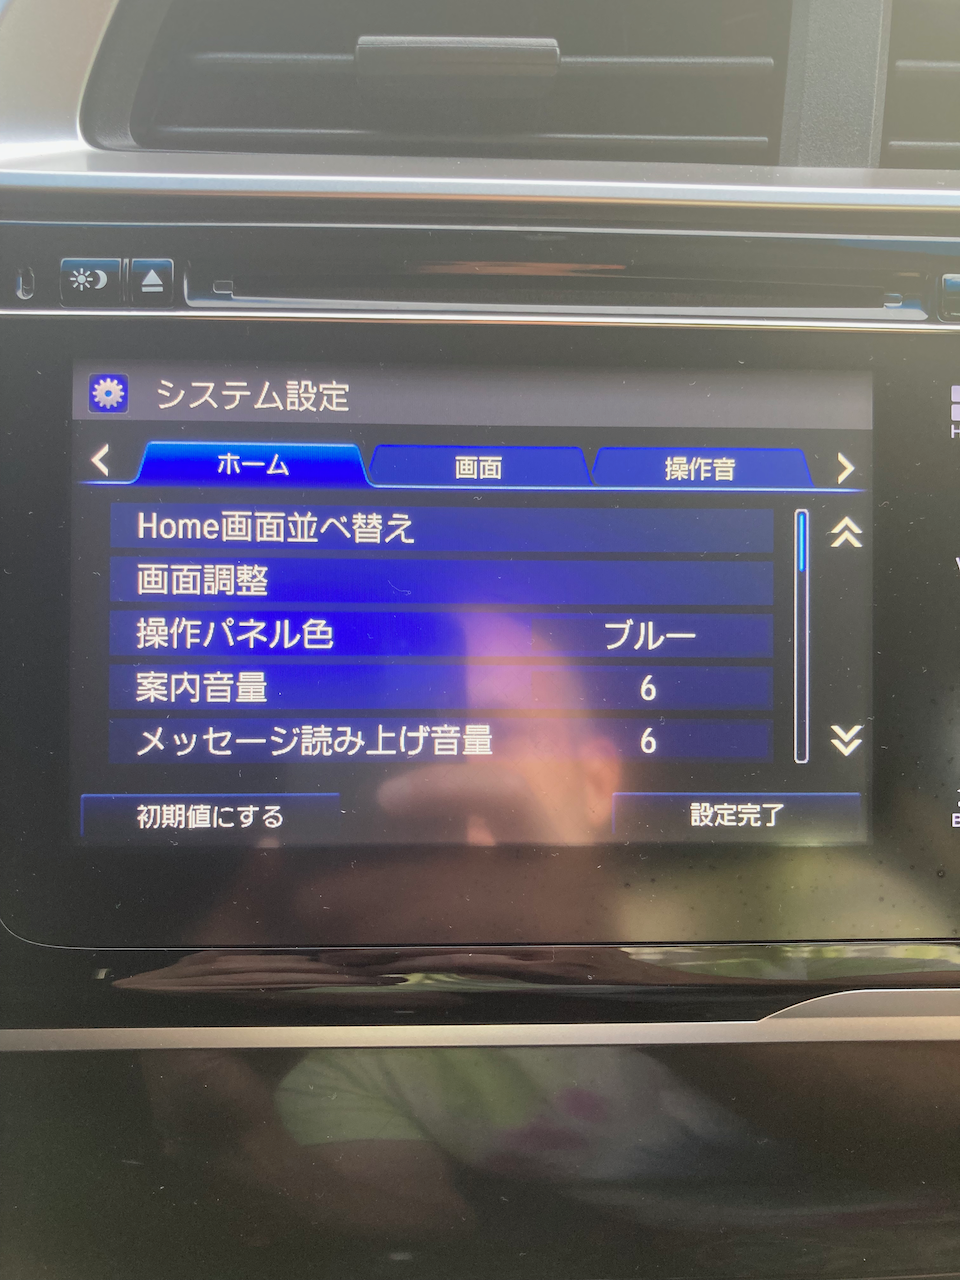 システム設定
ホーム 画面 操作音
Home画面並べ替え
画面調整
操作パネル色 ブルー
案内音量 6
メッセージ読み上げ音量 6
初期値にする 設定完了